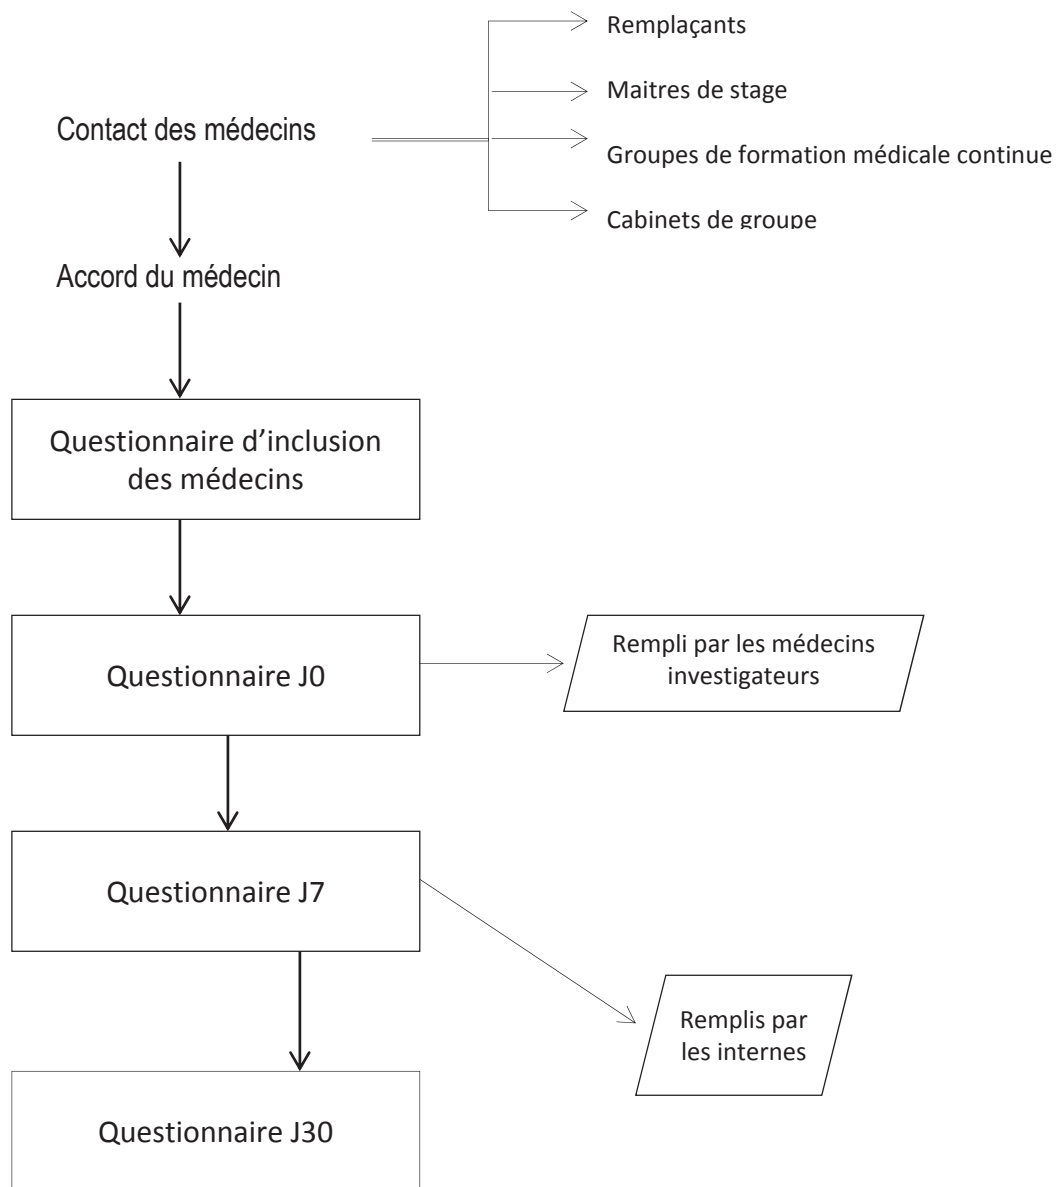 Remplaçants
Maitres de stage
Contact des médecins
Groupes de formation médicale continue
Cabinets de groupe
Accord du médecin
Questionnaire d’inclusion
des médecins
Questionnaire J0
Rempli par les médecins
investigateurs
Questionnaire J7
Remplis par
les internes
Questionnaire J30